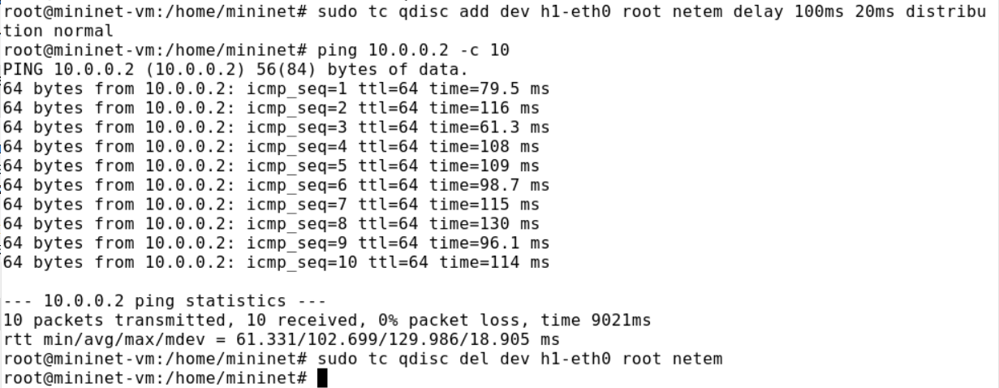 root@mininet-vm:/home/mininet# sudo tc qdisc add dev h1-eth0 root netem delay 100ms 20ms distribu
tion normal
root@mininet-vm:/home/mininet# ping 10.0.0.2 -c 10
PING 10.0.0.2 (10.0.0.2) 56(84) bytes of data.
64 bytes from 10.0.0.2: icmp_seq=1 ttl=64 time=79.5 ms
64 bytes from 10.0.0.2: icmp_seq=2 ttl=64 time=116 ms
64 bytes from 10.0.0.2: icmp_seq=3 ttl=64 time=61.3 ms
64 bytes from 10.0.0.2: icmp_seq=4 ttl=64 time=108 ms
64 bytes from 10.0.0.2: icmp_seq=5 ttl=64 time=109 ms
64 bytes from 10.0.0.2: icmp_seq=6 ttl=64 time=98.7 ms
64 bytes from 10.0.0.2: icmp_seq=7 ttl=64 time=115 ms
64 bytes from 10.0.0.2: icmp_seq=8 ttl=64 time=130 ms
64 bytes from 10.0.0.2: icmp_seq=9 ttl=64 time=96.1 ms
64 bytes from 10.0.0.2: icmp_seq=10 ttl=64 time=114 ms

--- 10.0.0.2 ping statistics ---
10 packets transmitted, 10 received, 0% packet loss, time 9021ms
rtt min/avg/max/mdev = 61.331/102.699/129.986/18.905 ms
root@mininet-vm:/home/mininet# sudo tc qdisc del dev h1-eth0 root netem
root@mininet-vm:/home/mininet#